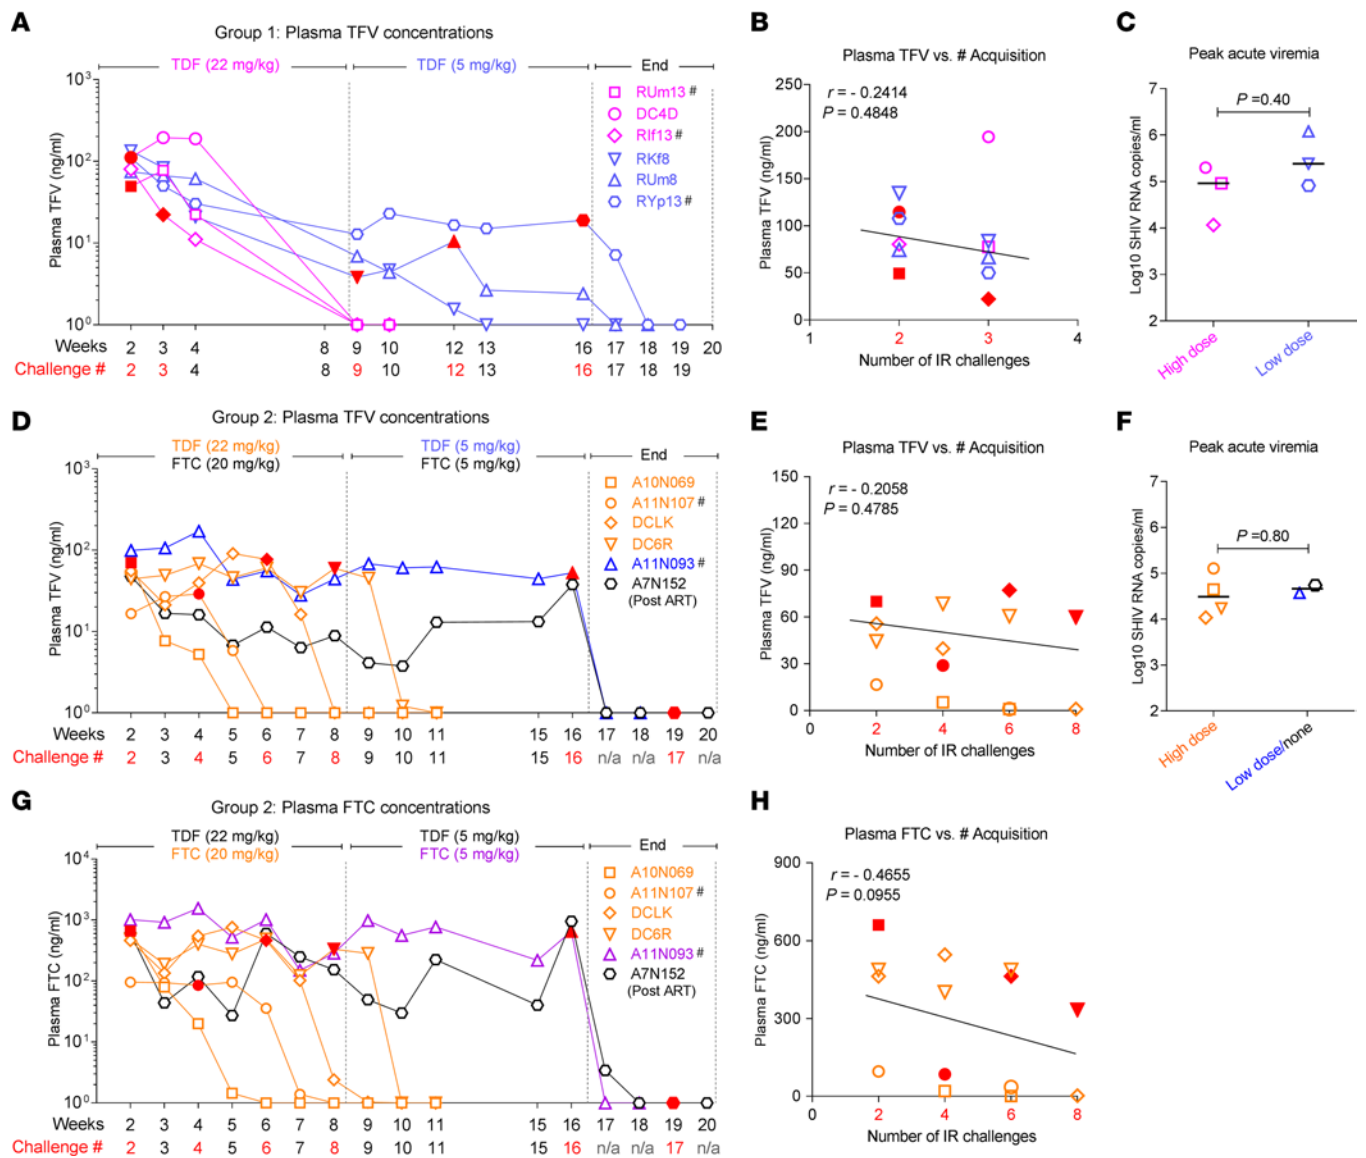 A
Group 1: Plasma TFV concentrations
TDF (22 mg/kg)
TDF (5 mg/kg)
End
Plasma TFV (ng/ml)
10³
10²
10¹
10⁰
RUm13 #
DC4D
RIf13 #
RKf8
RUm8
RYp13 #
Weeks 2 3 4 8 9 10 12 13 16 17 18 19 20
Challenge # 2 3 4 8 9 10 12 13 16 17 18 19
B
Plasma TFV vs. # Acquisition
r = - 0.2414
P = 0.4848
Plasma TFV (ng/ml)
250
200
150
100
50
0
1 2 3 4
Number of IR challenges
C
Peak acute viremia
P =0.40
Log10 SHIV RNA copies/ml
7
6
5
4
3
2
High dose
Low dose
D
Group 2: Plasma TFV concentrations
TDF (22 mg/kg)
FTC (20 mg/kg)
TDF (5 mg/kg)
FTC (5 mg/kg)
End
Plasma TFV (ng/ml)
10³
10²
10¹
10⁰
A10N069
A11N107 #
DCLK
DC6R
A11N093 #
A7N152
(Post ART)
Weeks 2 3 4 5 6 7 8 9 10 11 15 16 17 18 19 20
Challenge # 2 3 4 5 6 7 8 9 10 11 15 16 n/a n/a 17 n/a
E
Plasma TFV vs. # Acquisition
r = - 0.2058
P = 0.4785
Plasma TFV (ng/ml)
150
120
90
60
30
0
0 2 4 6 8
Number of IR challenges
F
Peak acute viremia
P =0.80
Log10 SHIV RNA copies/ml
7
6
5
4
3
2
High dose
Low dose/none
G
Group 2: Plasma FTC concentrations
TDF (22 mg/kg)
FTC (20 mg/kg)
TDF (5 mg/kg)
FTC (5 mg/kg)
End
Plasma FTC (ng/ml)
10⁴
10³
10²
10¹
10⁰
A10N069
A11N107 #
DCLK
DC6R
A11N093 #
A7N152
(Post ART)
Weeks 2 3 4 5 6 7 8 9 10 11 15 16 17 18 19 20
Challenge # 2 3 4 5 6 7 8 9 10 11 15 16 n/a n/a 17 n/a
H
Plasma FTC vs. # Acquisition
r = - 0.4655
P = 0.0955
Plasma FTC (ng/ml)
900
600
300
0
0 2 4 6 8
Number of IR challenges